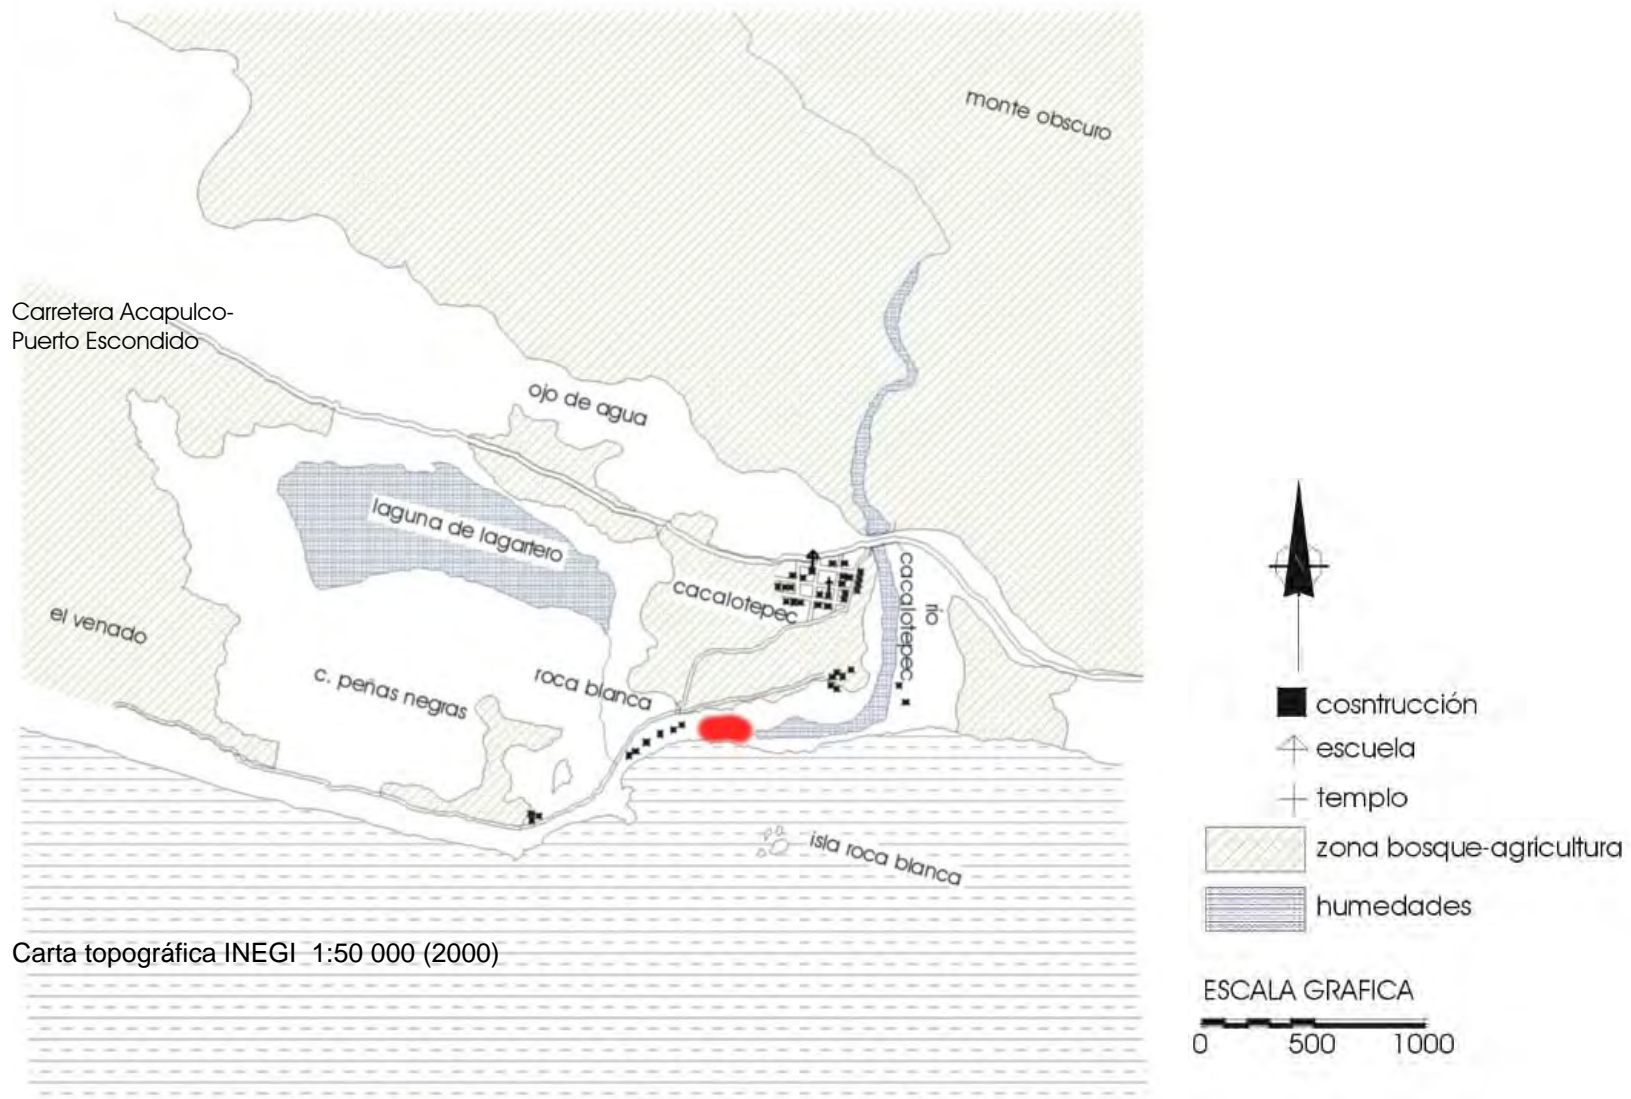 monte obscuro
Carretera Acapulco-
Puerto Escondido
ojo de agua
laguna de lagartero
cacalotepec
río
cacalotepec
el venado
c. peñas negras
roca blanca
isla roca blanca
Carta topográfica INEGI 1:50 000 (2000)
cosntrucción
escuela
templo
zona bosque-agricultura
humedades
ESCALA GRAFICA
0 500 1000